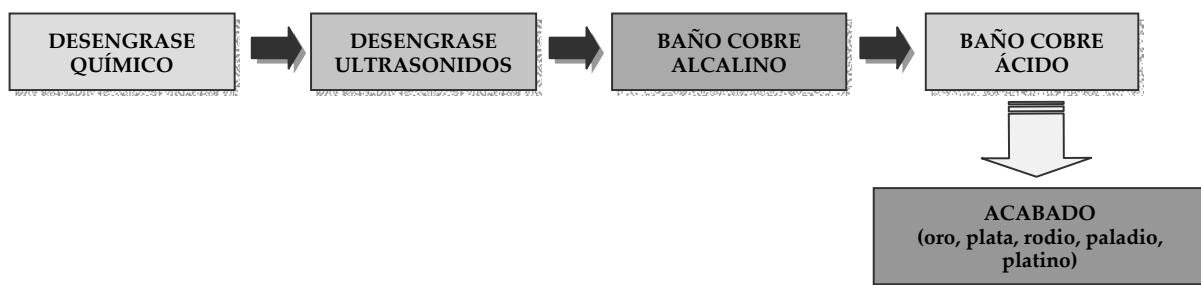 DESENGRASE
QUÍMICO
DESENGRASE
ULTRASONIDOS
BAÑO COBRE
ALCALINO
BAÑO COBRE
ÁCIDO
ACABADO
(oro, plata, rodio, paladio,
platino)